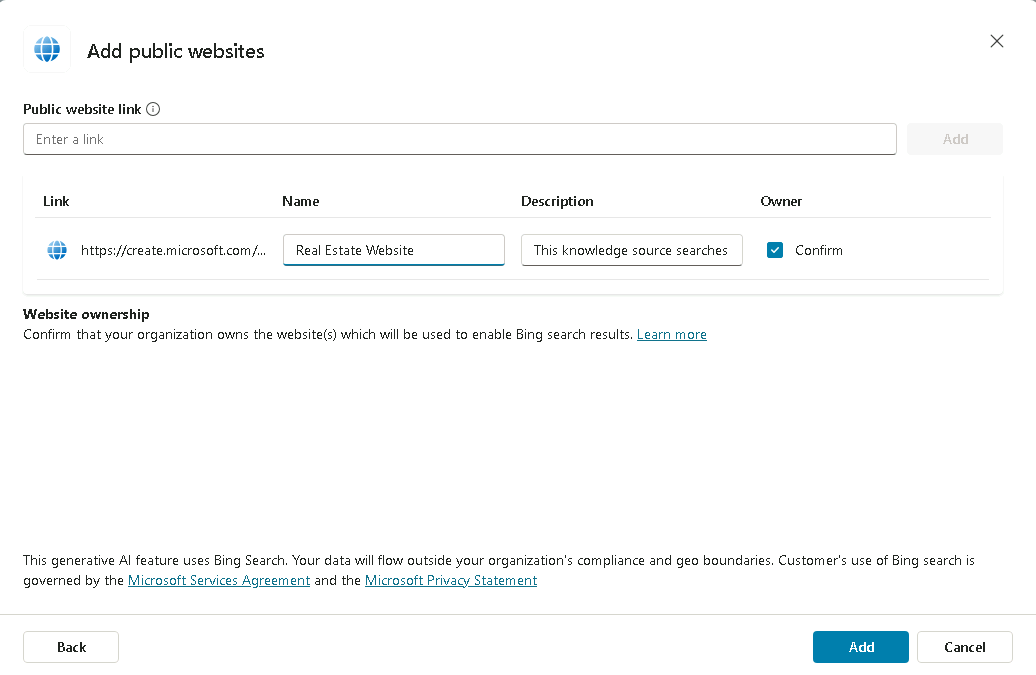 Add public websites
Public website link
Enter a link
Add
Link Name Description Owner
https://create.microsoft.com/... Real Estate Website This knowledge source searches Confirm
Website ownership
Confirm that your organization owns the website(s) which will be used to enable Bing search results. Learn more
This generative AI feature uses Bing Search. Your data will flow outside your organization's compliance and geo boundaries. Customer's use of Bing search is
governed by the Microsoft Services Agreement and the Microsoft Privacy Statement
Back Add Cancel